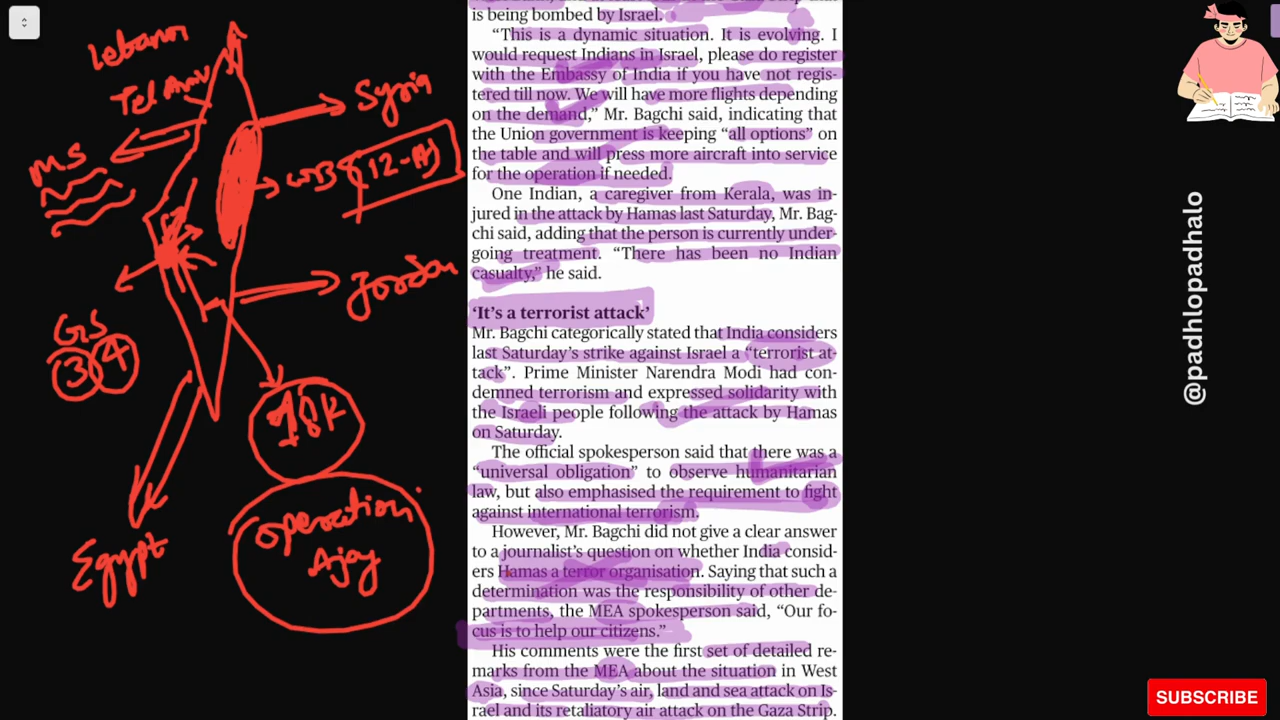 Lebanon
Tel Aviv
Syria
MS
WB
(12-A)
Jordan
GS
3 4
18K
Operation
Ajay
Egypt
is being bombed by Israel.
“This is a dynamic situation. It is evolving. I
would request Indians in Israel, please do register
with the Embassy of India if you have not regis-
tered till now. We will have more flights depending
on the demand,” Mr. Bagchi said, indicating that
the Union government is keeping “all options” on
the table and will press more aircraft into service
for the operation if needed.
One Indian, a caregiver from Kerala, was in-
jured in the attack by Hamas last Saturday, Mr. Bag-
chi said, adding that the person is currently under-
going treatment. “There has been no Indian
casualty,” he said.
‘It’s a terrorist attack’
Mr. Bagchi categorically stated that India considers
last Saturday’s strike against Israel a “terrorist at-
tack”. Prime Minister Narendra Modi had con-
demned terrorism and expressed solidarity with
the Israeli people following the attack by Hamas
on Saturday.
The official spokesperson said that there was a
“universal obligation” to observe humanitarian
law, but also emphasised the requirement to fight
against international terrorism.
However, Mr. Bagchi did not give a clear answer
to a journalist’s question on whether India consid-
ers Hamas a terror organisation. Saying that such a
determination was the responsibility of other de-
partments, the MEA spokesperson said, “Our fo-
cus is to help our citizens.”
His comments were the first set of detailed re-
marks from the MEA about the situation in West
Asia, since Saturday’s air, land and sea attack on Is-
rael and its retaliatory air attack on the Gaza Strip.
@padhlopadhalo
SUBSCRIBE